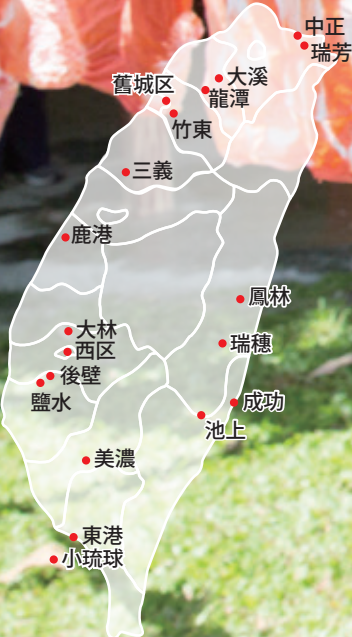 中正
瑞芳
大溪
舊城区
龍潭
竹東
三義
鹿港
鳳林
大林
瑞穂
西区
後壁
鹽水
成功
池上
美濃
東港
小琉球